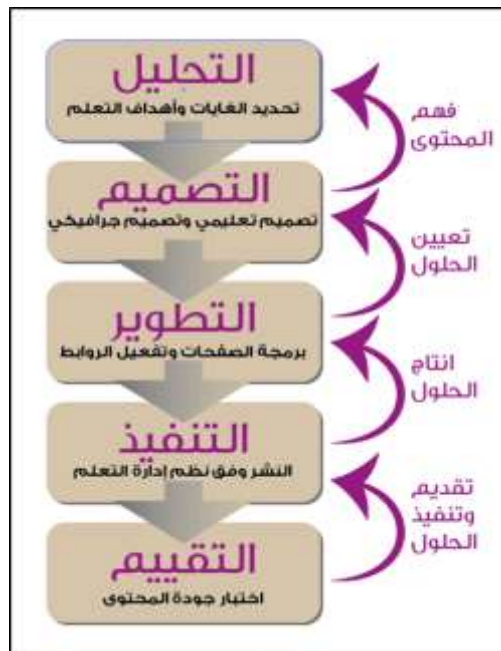 التحليل
تحديد الغايات وأهداف التعلم
فهم
المحتوى
التصميم
تصميم تعليمي وتصميم جرافيكي
تعيين
الحلول
التطوير
برمجة الصفحات وتفعيل الروابط
انتاج
الحلول
التنفيذ
النشر وفق نظم إدارة التعلم
تقديم
وتنفيذ
الحلول
التقييم
اختبار جودة المحتوى